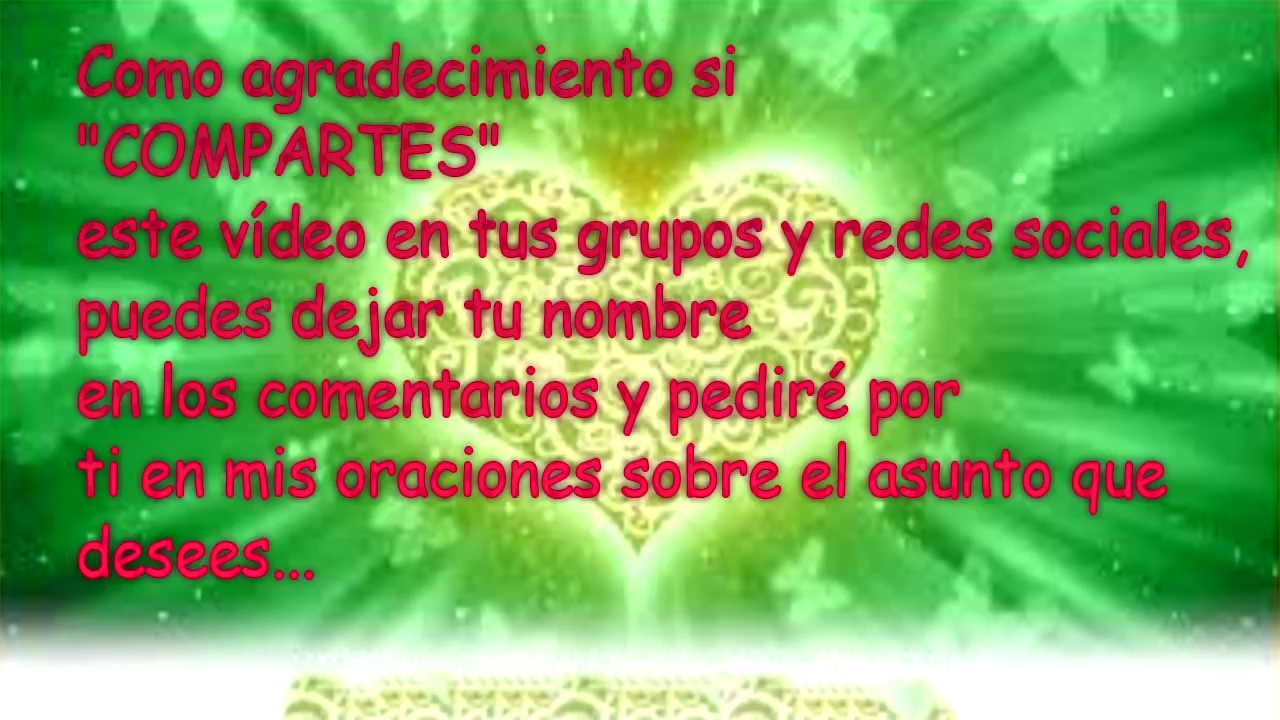 Como agradecimiento si
"COMPARTES"
este vídeo en tus grupos y redes sociales,
puedes dejar tu nombre
en los comentarios y pediré por
ti en mis oraciones sobre el asunto que
desees...